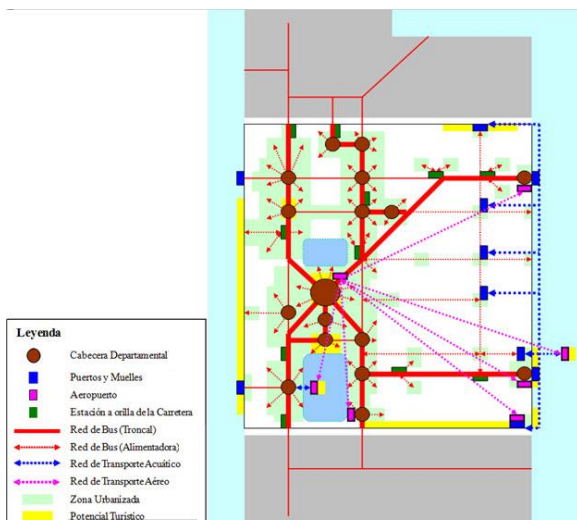 Leyenda
Cabecera Departamental
Puertos y Muelles
Aeropuerto
Estación a orilla de la Carretera
Red de Bus (Troncal)
Red de Bus (Alimentadora)
Red de Transporte Acuático
Red de Transporte Aéreo
Zona Urbanizada
Potencial Turístico